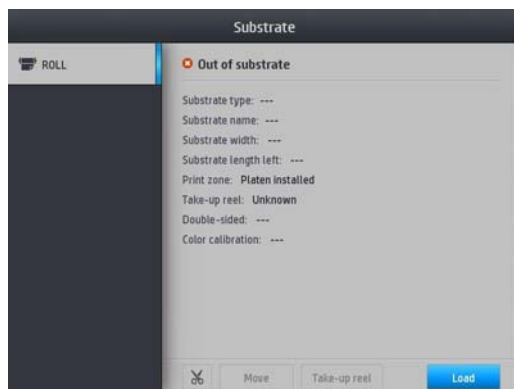 Substrate
ROLL
Out of substrate
Substrate type: ---
Substrate name: ---
Substrate width: ---
Substrate length left: ---
Print zone: Platen installed
Take-up reel: Unknown
Double-sided: ---
Color calibration: ---
Move Take-up reel Load